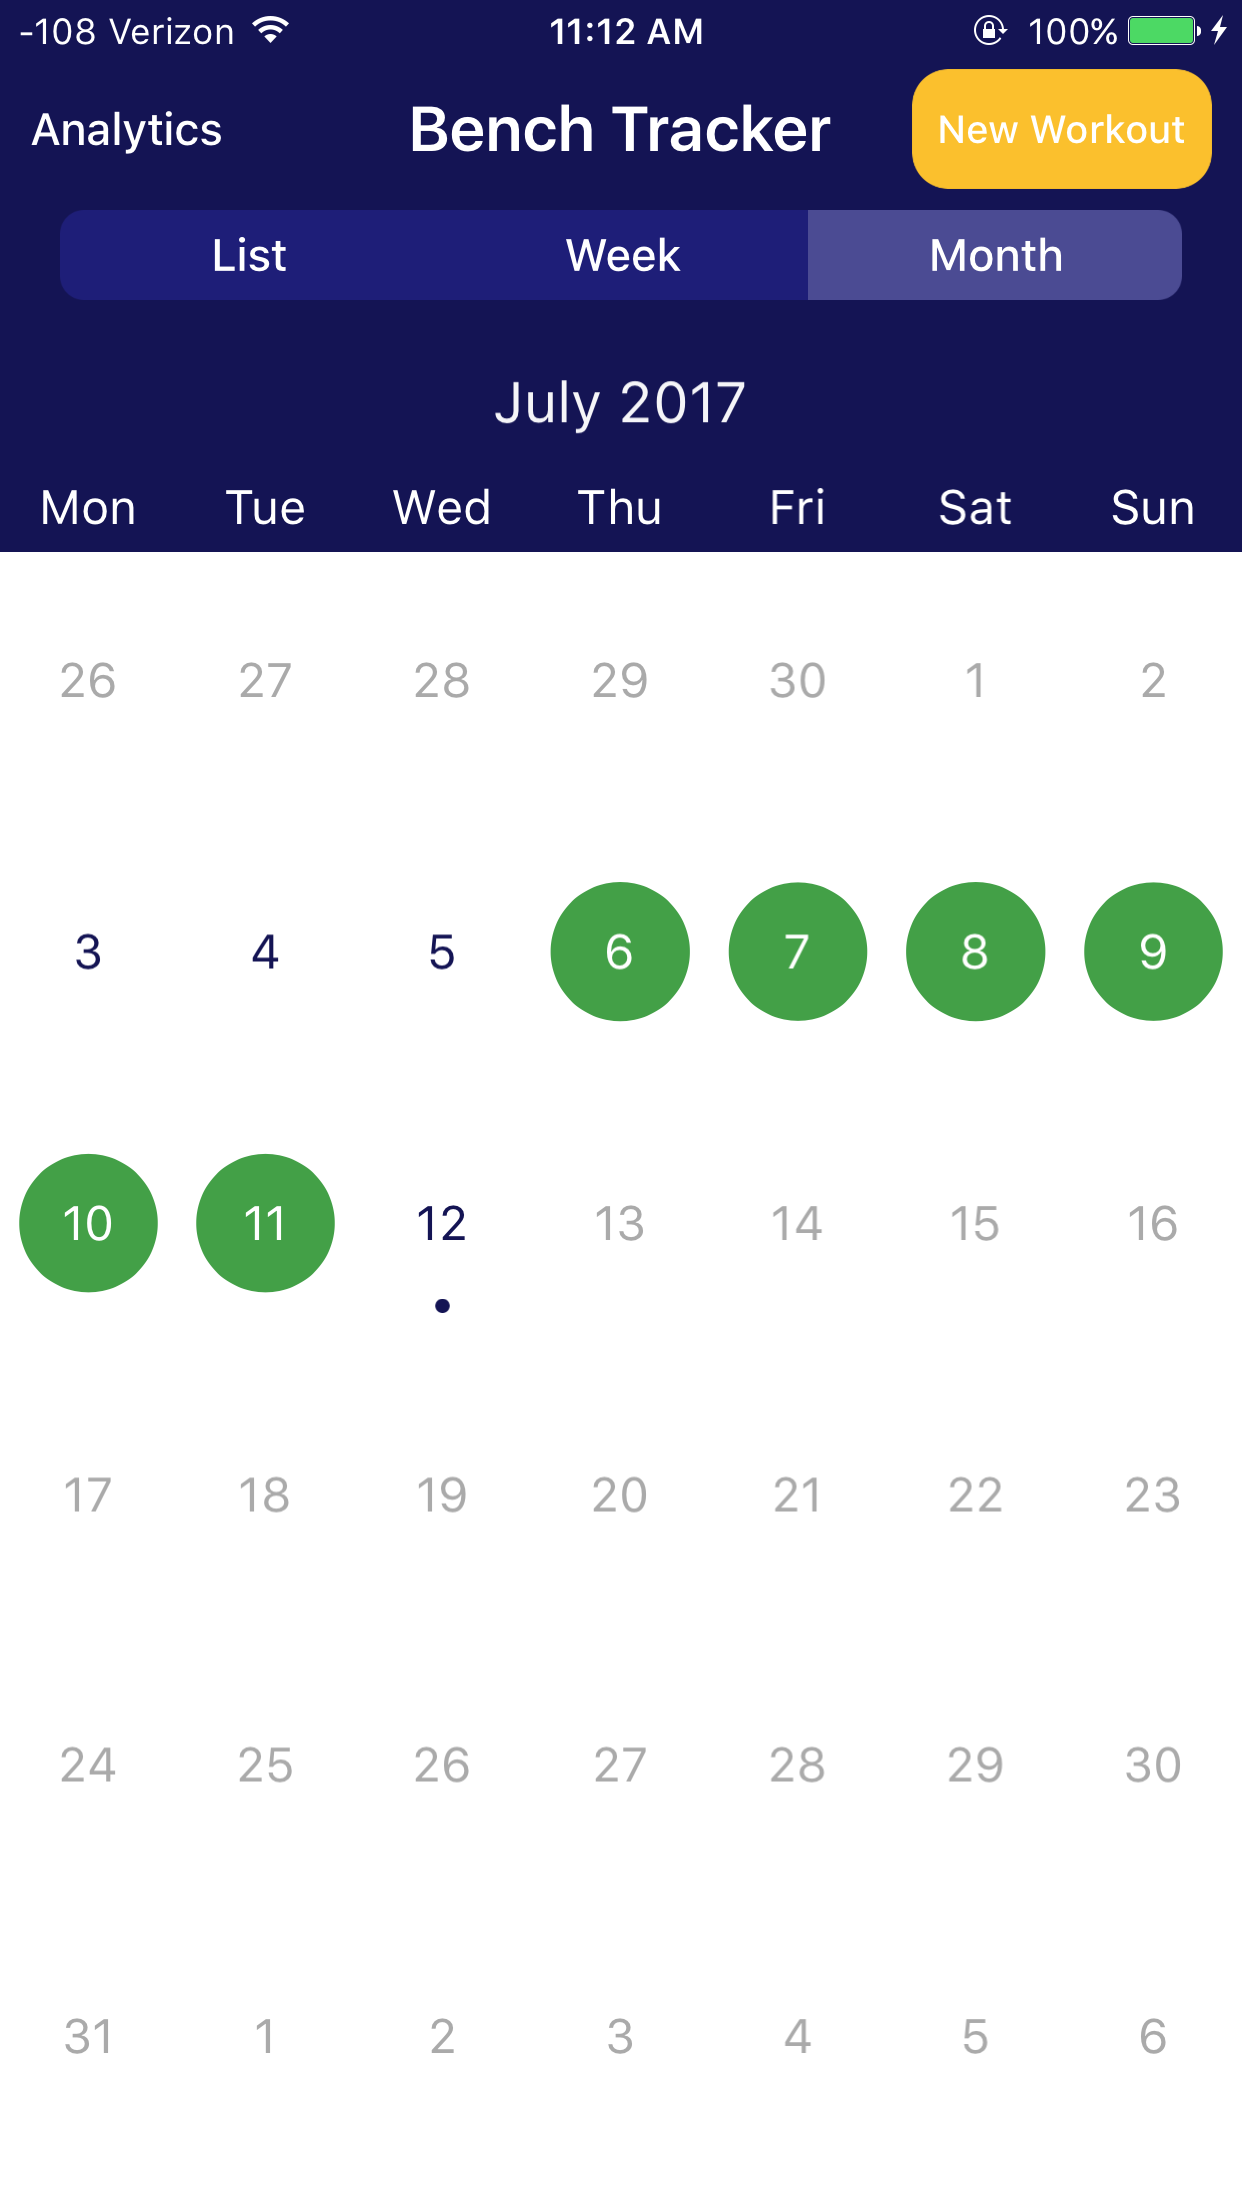 -108 Verizon 11:12 AM 100%
Analytics Bench Tracker New Workout
List Week Month
July 2017
Mon Tue Wed Thu Fri Sat Sun
26 27 28 29 30 1 2
3 4 5 6 7 8 9
10 11 12 13 14 15 16
17 18 19 20 21 22 23
24 25 26 27 28 29 30
31 1 2 3 4 5 6